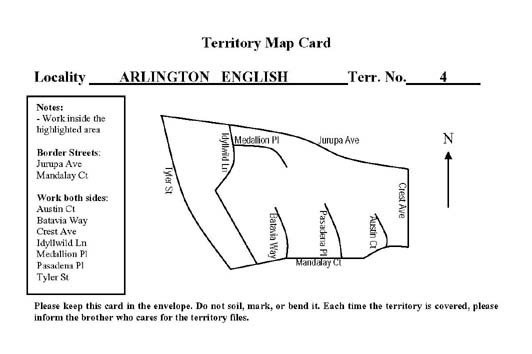 Territory Map Card
Locality ARLINGTON ENGLISH Terr. No. 4
Notes:
- Work inside the
highlighted area
Border Streets:
Jurupa Ave
Mandalay Ct
Work both sides:
Austin Ct
Batavia Way
Crest Ave
Idyllwild Ln
Medallion Pl
Pasadena Pl
Tyler St
Idyllwild Ln
Medallion Pl
Jurupa Ave
N
Tyler St
Crest Ave
Batavia Way
Pasadena Pl
Austin Ct
Mandalay Ct
Please keep this card in the envelope. Do not soil, mark, or bend it. Each time the territory is covered, please
inform the brother who cares for the territory files.